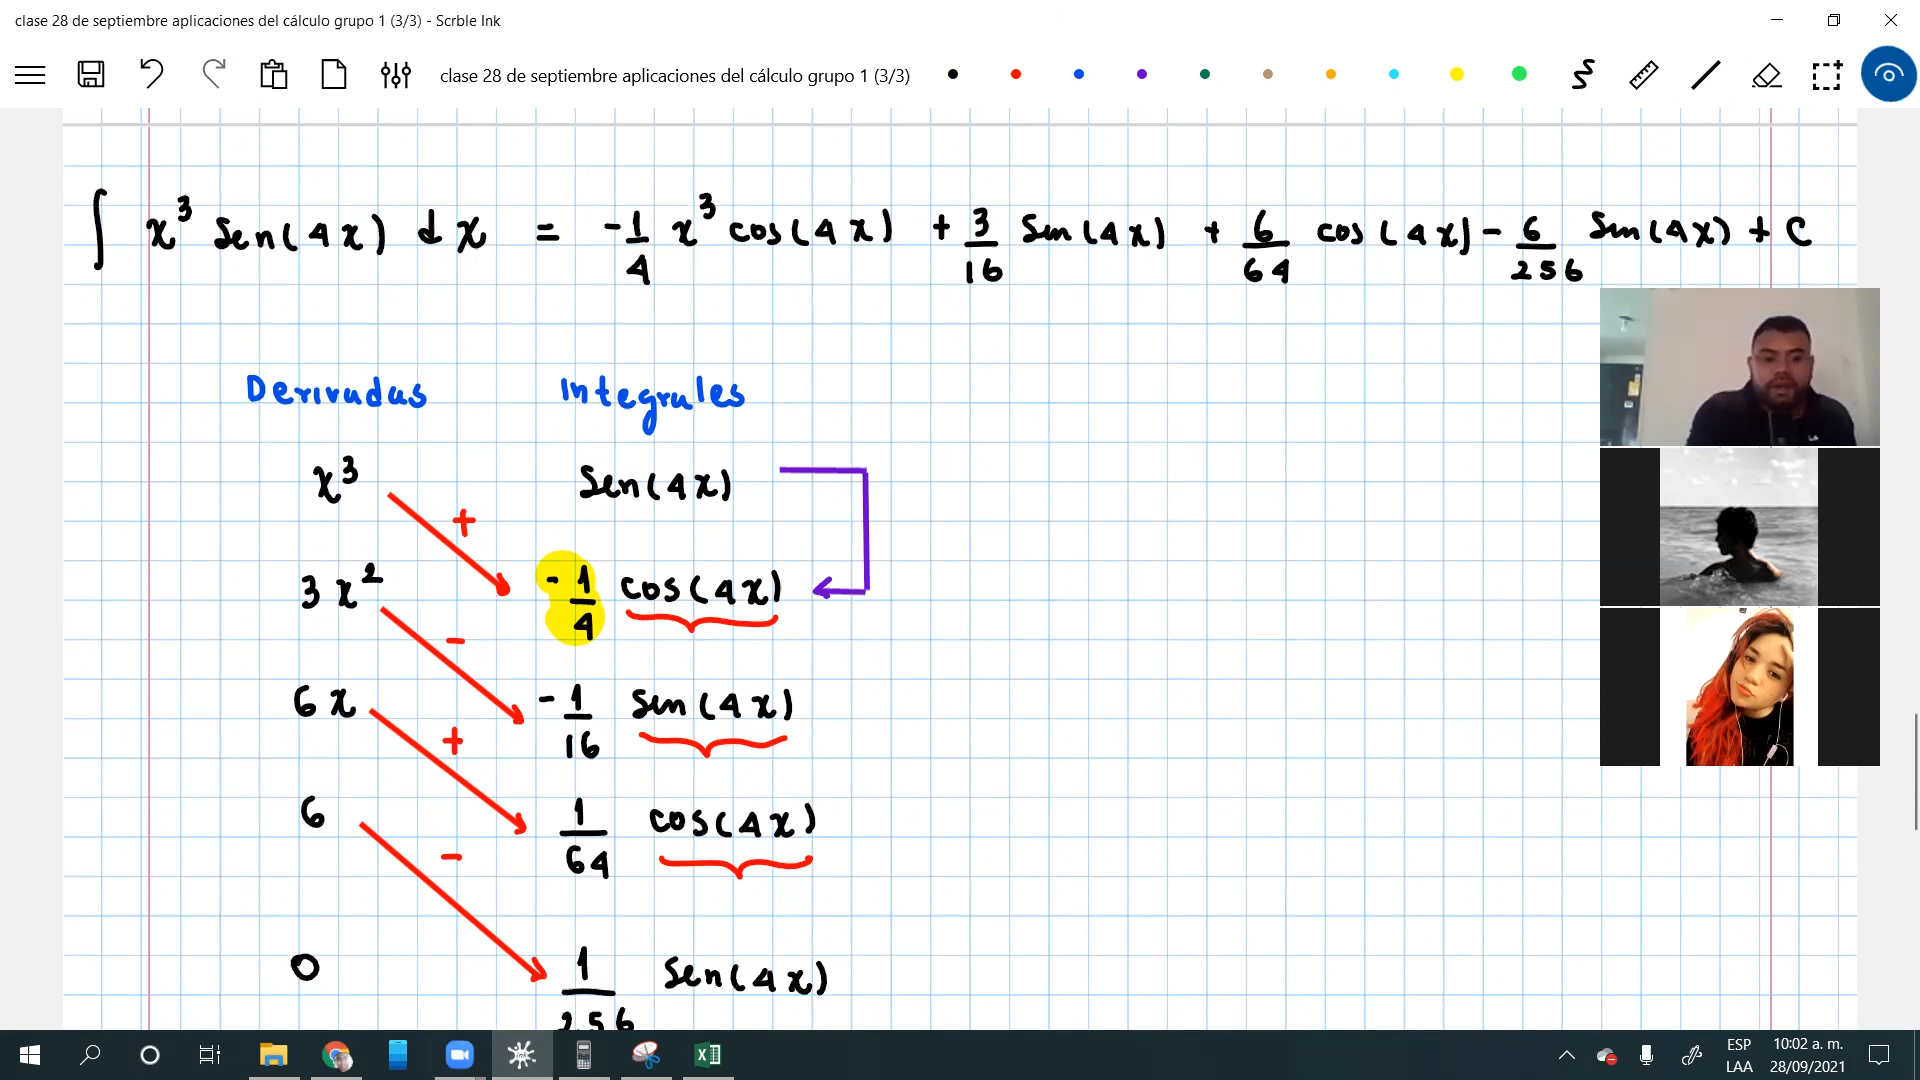 clase 28 de septiembre aplicaciones del cálculo grupo 1 (3/3) - Scrble Ink
clase 28 de septiembre aplicaciones del cálculo grupo 1 (3/3)
∫ x³ Sen(4x) dx = -1/4 x³ cos(4x) + 3/16 Sen(4x) + 6/64 cos(4x) - 6/256 Sen(4x) + C
Derivadas Integrales
x³ Sen(4x)
+
3x² -1/4 cos(4x)
-
6x -1/16 Sen(4x)
+
6 1/64 cos(4x)
-
0 1/256 Sen(4x)
ESP 10:02 a. m.
LAA 28/09/2021